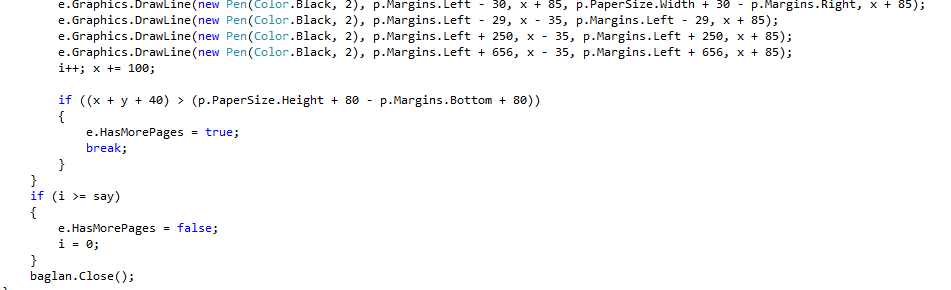 e.Graphics.DrawLine(new Pen(Color.Black, 2), p.Margins.Left - 30, x + 85, p.PaperSize.Width + 30 - p.Margins.Right, x + 85);
e.Graphics.DrawLine(new Pen(Color.Black, 2), p.Margins.Left - 29, x - 35, p.Margins.Left - 29, x + 85);
e.Graphics.DrawLine(new Pen(Color.Black, 2), p.Margins.Left + 250, x - 35, p.Margins.Left + 250, x + 85);
e.Graphics.DrawLine(new Pen(Color.Black, 2), p.Margins.Left + 656, x - 35, p.Margins.Left + 656, x + 85);
i++; x += 100;
if ((x + y + 40) > (p.PaperSize.Height + 80 - p.Margins.Bottom + 80))
{
e.HasMorePages = true;
break;
}
}
if (i >= say)
{
e.HasMorePages = false;
i = 0;
}
baglan.Close();